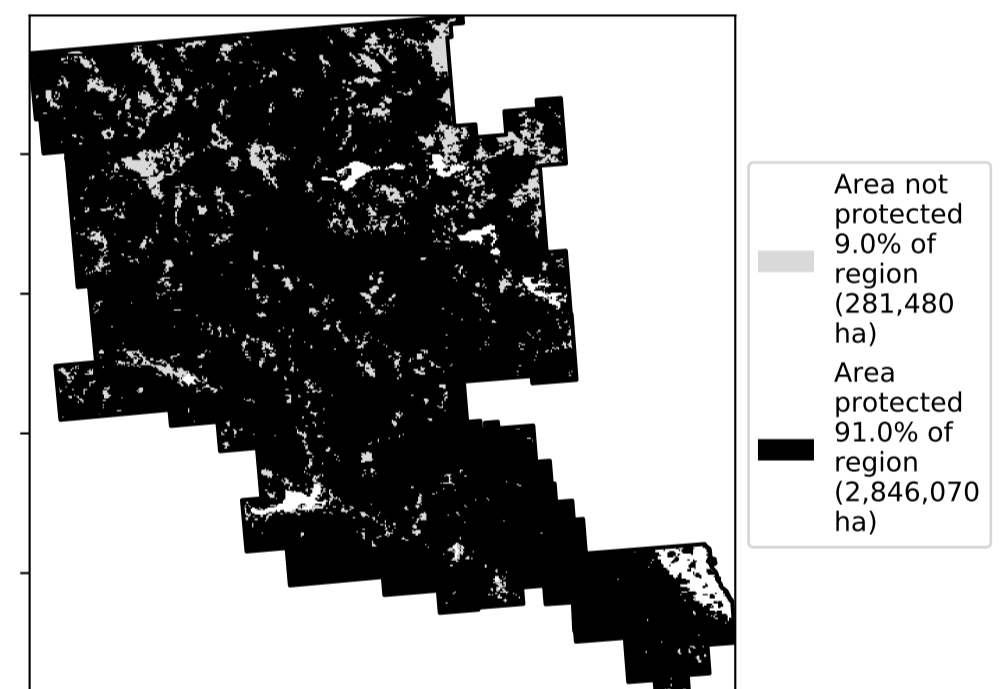 Area not
protected
9.0% of
region
(281,480
ha)
Area
protected
91.0% of
region
(2,846,070
ha)